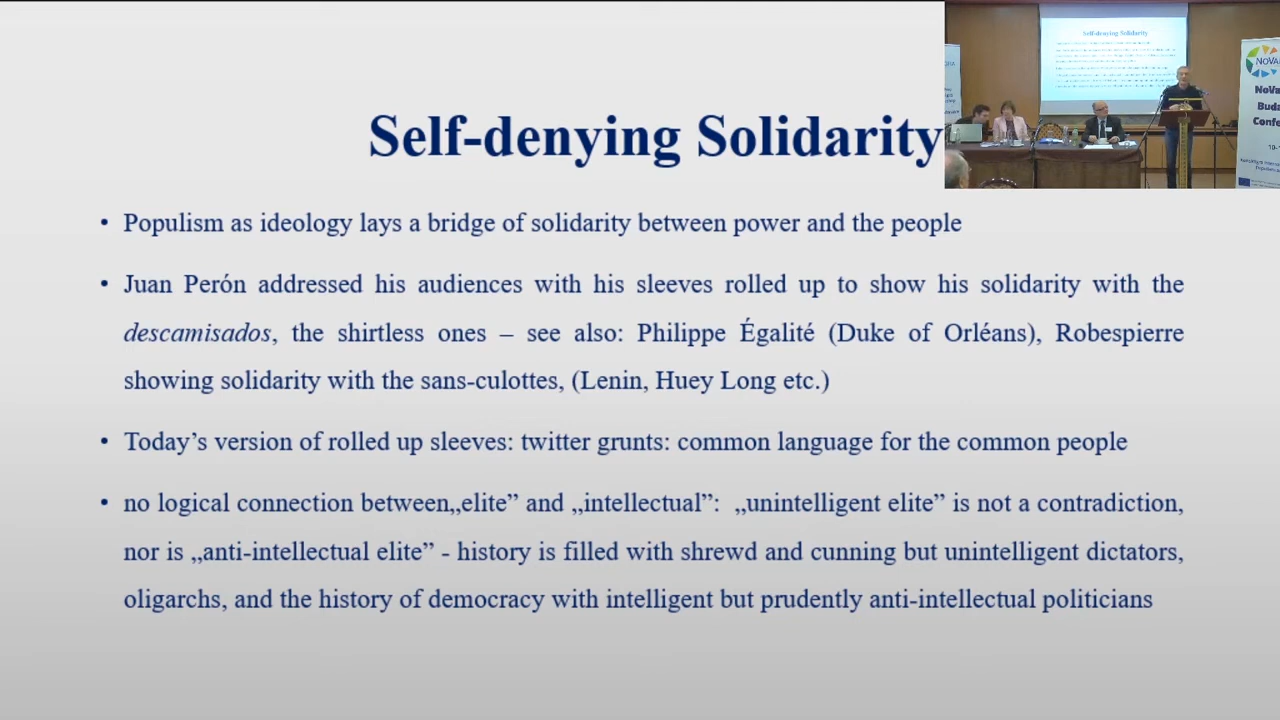 Self-denying Solidarity
• Populism as ideology lays a bridge of solidarity between power and the people
• Juan Perón addressed his audiences with his sleeves rolled up to show his solidarity with the
descamisados, the shirtless ones – see also: Philippe Égalité (Duke of Orléans), Robespierre
showing solidarity with the sans-culottes, (Lenin, Huey Long etc.)
• Today’s version of rolled up sleeves: twitter grunts: common language for the common people
• no logical connection between„elite” and „intellectual”: „unintelligent elite” is not a contradiction,
nor is „anti-intellectual elite” - history is filled with shrewd and cunning but unintelligent dictators,
oligarchs, and the history of democracy with intelligent but prudently anti-intellectual politicians
Self-denying Solidarity
NoVa
NoVa
Buda
Confe
10-